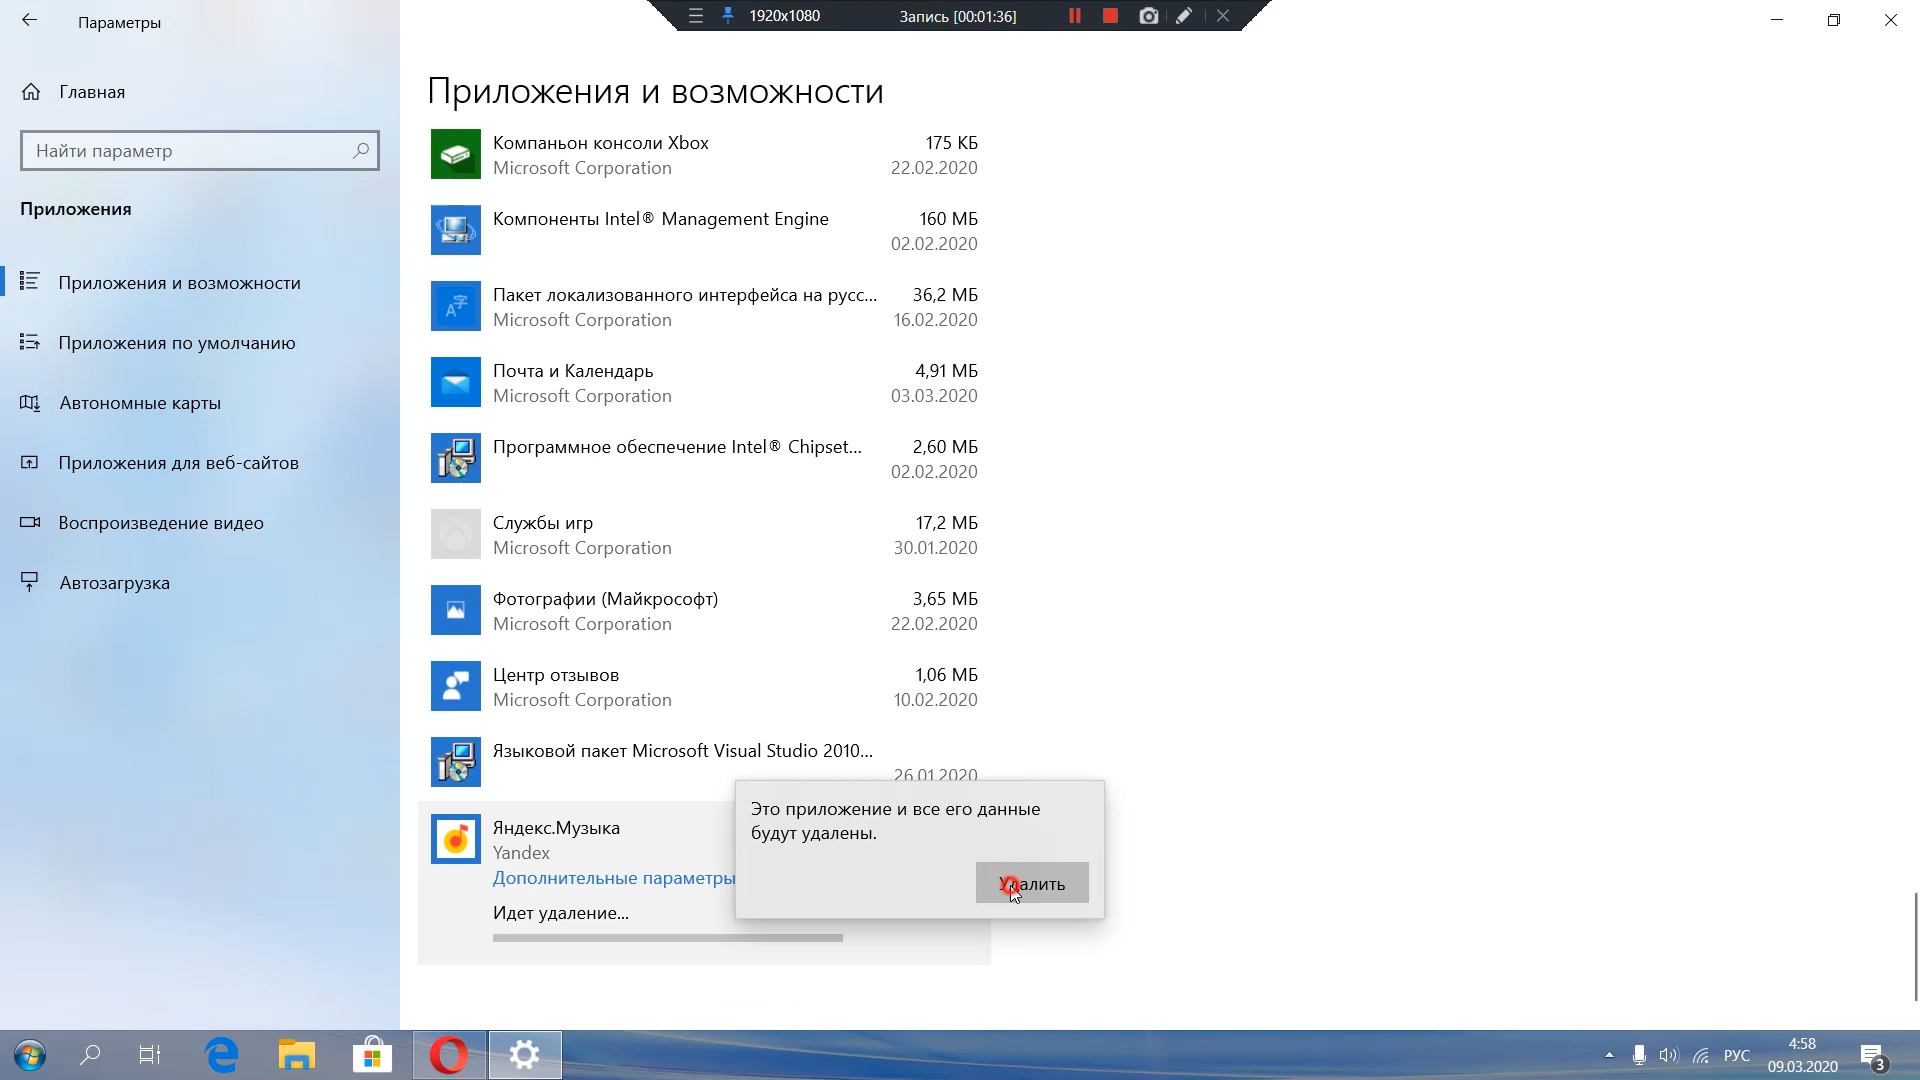 Параметры
1920x1080
Запись [00:01:36]
Главная
Найти параметр
Приложения
Приложения и возможности
Приложения по умолчанию
Автономные карты
Приложения для веб-сайтов
Воспроизведение видео
Автозагрузка
Приложения и возможности
Компаньон консоли Xbox 175 КБ
Microsoft Corporation 22.02.2020
Компоненты Intel® Management Engine 160 МБ
02.02.2020
Пакет локализованного интерфейса на русс... 36,2 МБ
Microsoft Corporation 16.02.2020
Почта и Календарь 4,91 МБ
Microsoft Corporation 03.03.2020
Программное обеспечение Intel® Chipset... 2,60 МБ
02.02.2020
Службы игр 17,2 МБ
Microsoft Corporation 30.01.2020
Фотографии (Майкрософт) 3,65 МБ
Microsoft Corporation 22.02.2020
Центр отзывов 1,06 МБ
Microsoft Corporation 10.02.2020
Языковой пакет Microsoft Visual Studio 2010...
26.01.2020
Яндекс.Музыка
Yandex
Дополнительные параметры
Идет удаление...
Это приложение и все его данные
будут удалены.
Удалить
РУС
4:58
09.03.2020
3